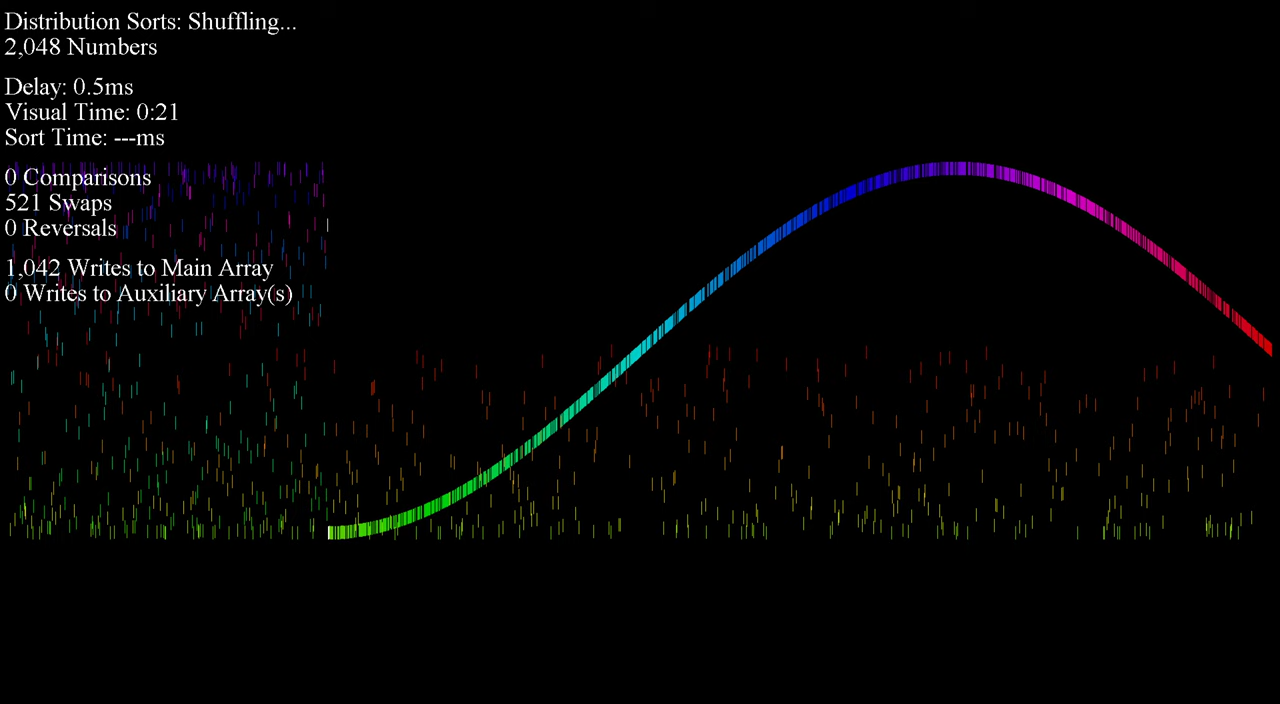 Distribution Sorts: Shuffling...
2,048 Numbers
Delay: 0.5ms
Visual Time: 0:21
Sort Time: ---ms
0 Comparisons
521 Swaps
0 Reversals
1,042 Writes to Main Array
0 Writes to Auxiliary Array(s)